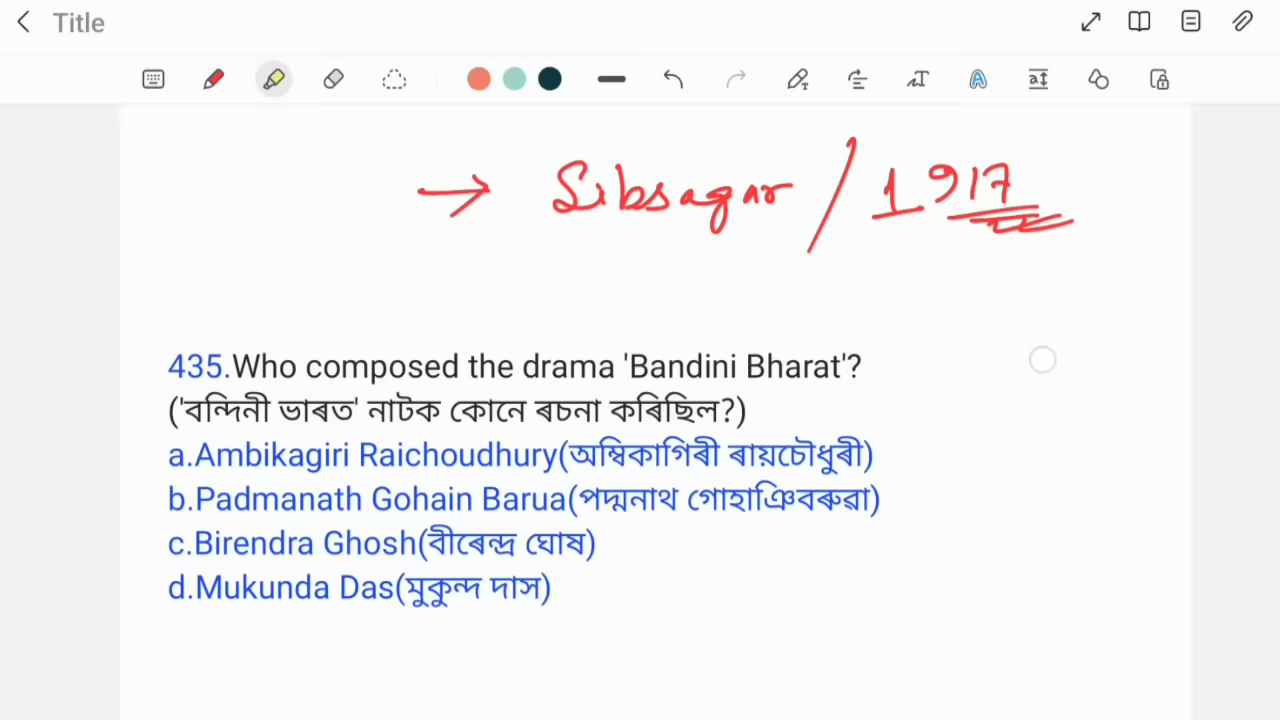 Title
→ Sibsagar / 1917
435.Who composed the drama 'Bandini Bharat'?
('বন্দিনী ভাৰত' নাটক কোনে ৰচনা কৰিছিল?)
a.Ambikagiri Raichoudhury(অম্বিকাগিৰী ৰায়চৌধুৰী)
b.Padmanath Gohain Barua(পদ্মনাথ গোহাঞিবৰুৱা)
c.Birendra Ghosh(বীৰেন্দ্ৰ ঘোষ)
d.Mukunda Das(মুকুন্দ দাস)